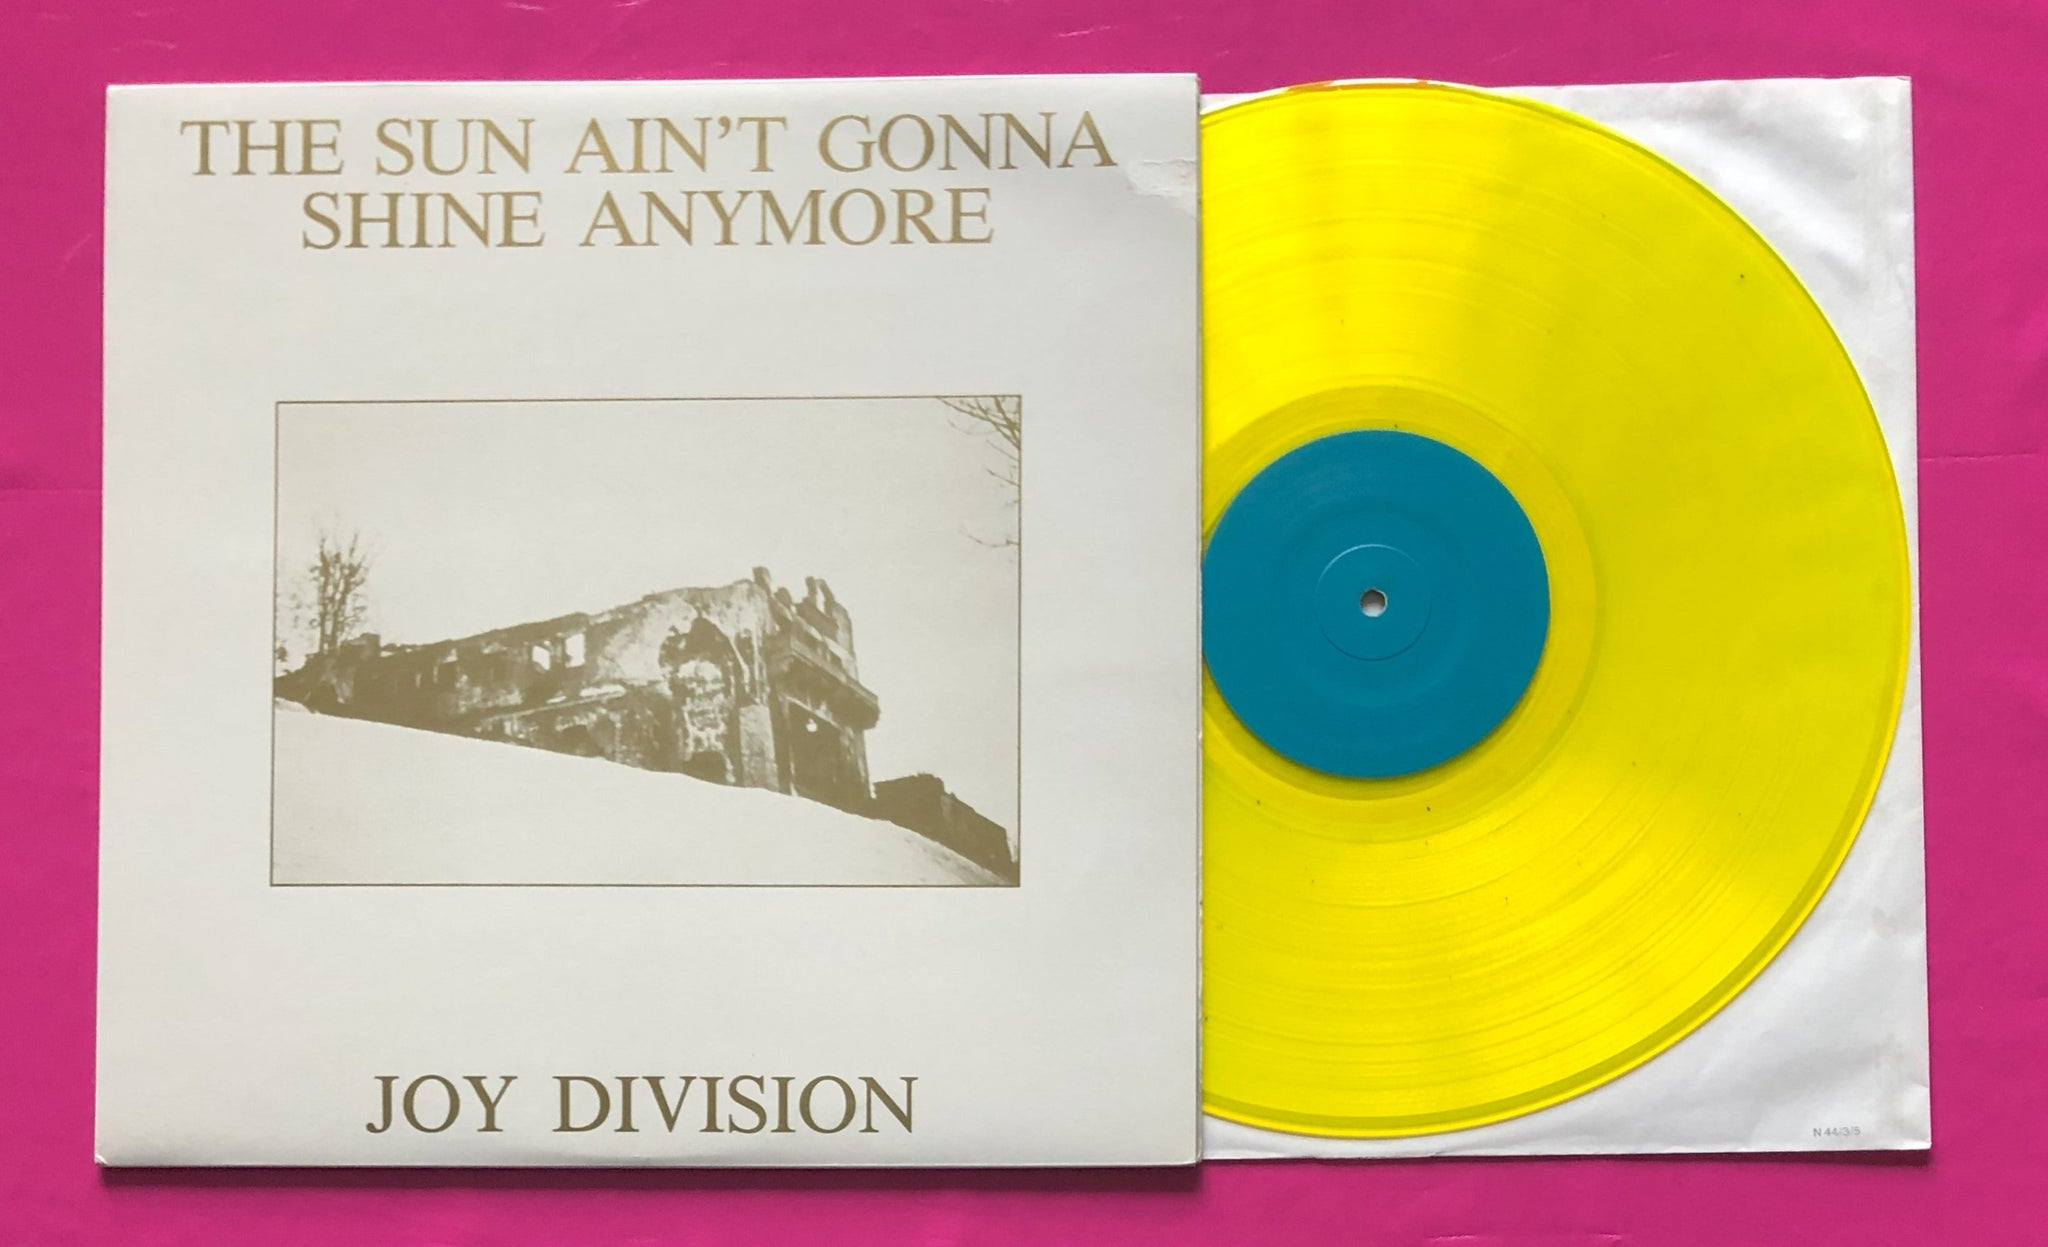 THE SUN AIN'T GONNA
SHINE ANYMORE
JOY DIVISION
N 44/3/5